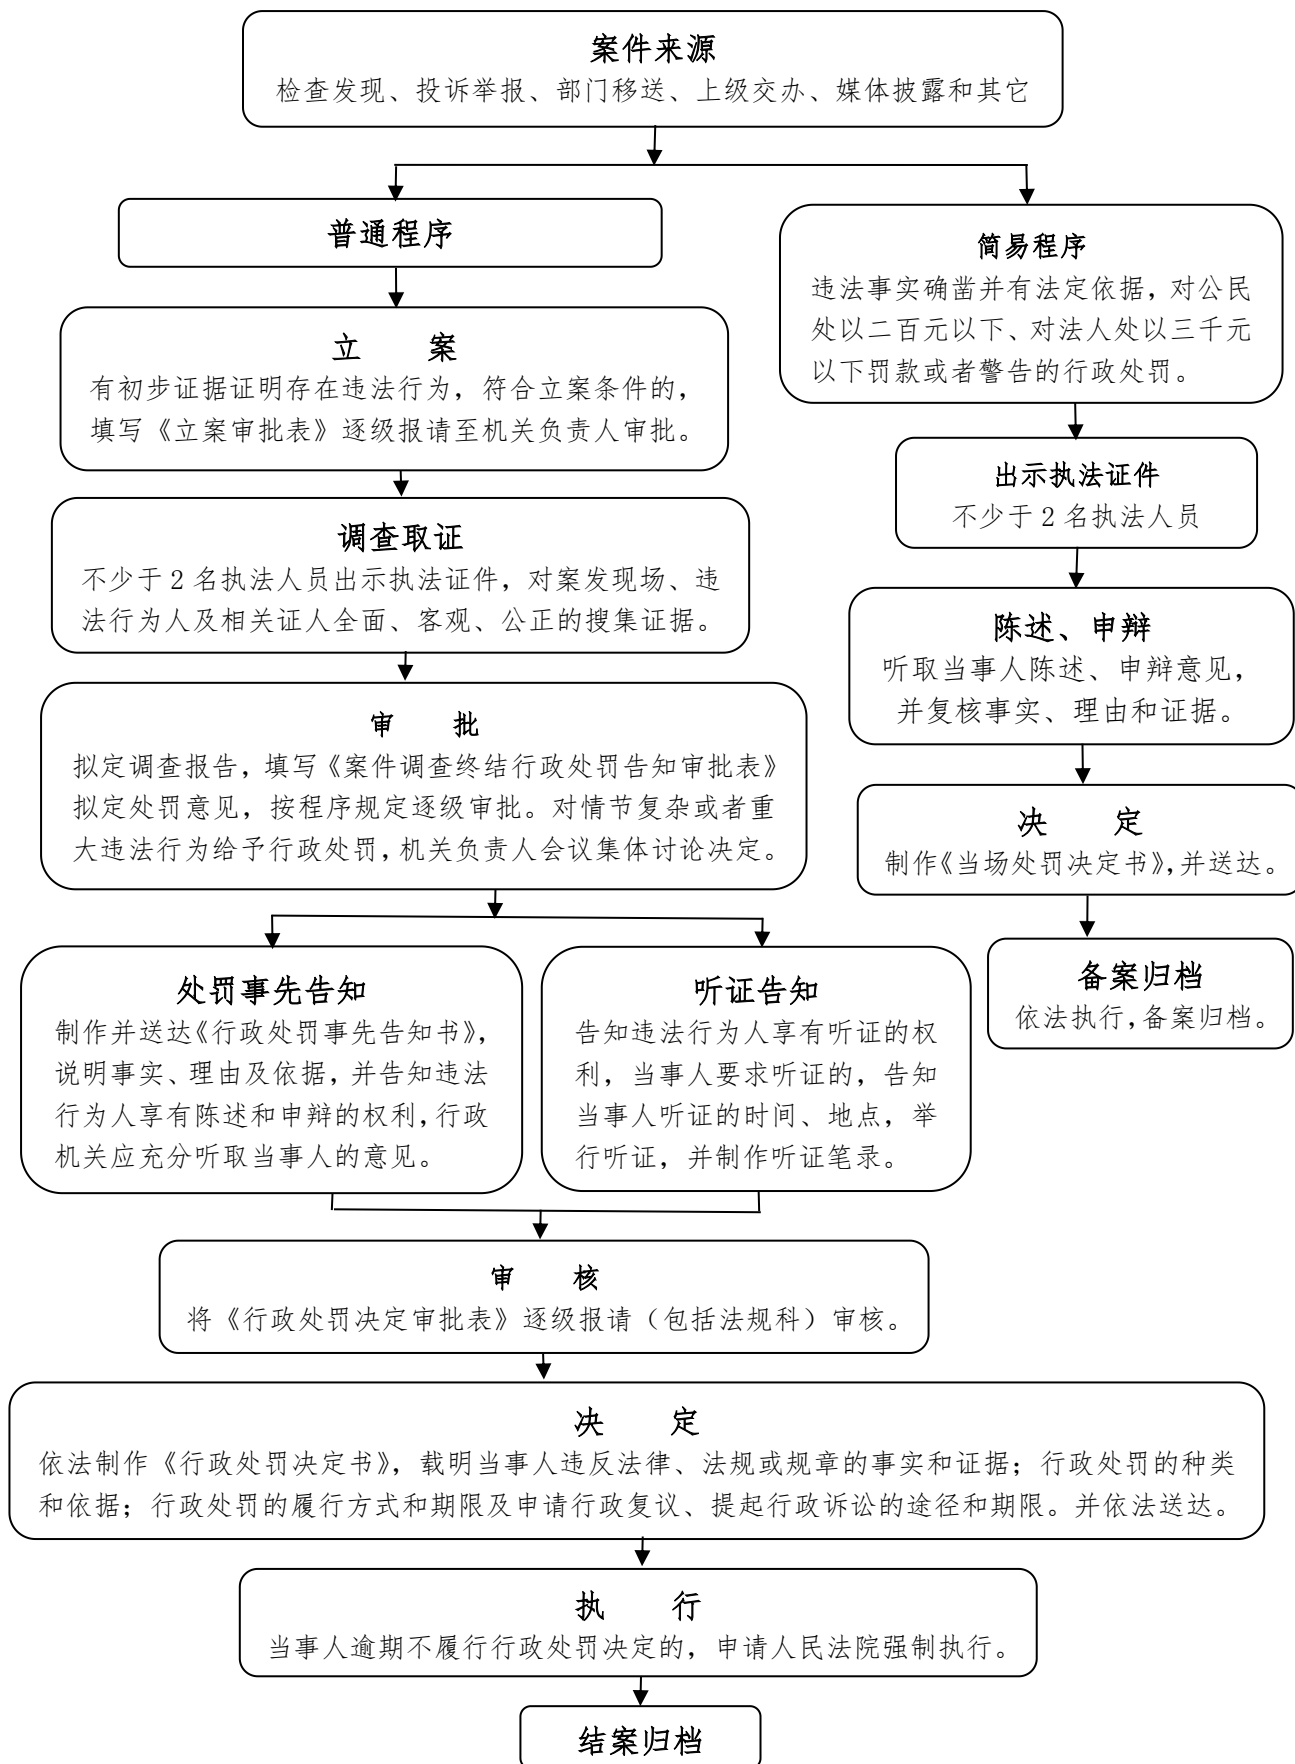 案件来源
检查发现、投诉举报、部门移送、上级交办、媒体披露和其它
普通程序
立 案
有初步证据证明存在违法行为，符合立案条件的，
填写《立案审批表》逐级报请至机关负责人审批。
调查取证
不少于 2 名执法人员出示执法证件，对案发现场、违
法行为人及相关证人全面、客观、公正的搜集证据。
审 批
拟定调查报告，填写《案件调查终结行政处罚告知审批表》
拟定处罚意见，按程序规定逐级审批。对情节复杂或者重
大违法行为给予行政处罚，机关负责人会议集体讨论决定。
处罚事先告知
制作并送达《行政处罚事先告知书》，
说明事实、理由及依据，并告知违法
行为人享有陈述和申辩的权利，行政
机关应充分听取当事人的意见。
听证告知
告知违法行为人享有听证的权
利，当事人要求听证的，告知
当事人听证的时间、地点，举
行听证，并制作听证笔录。
审 核
将《行政处罚决定审批表》逐级报请（包括法规科）审核。
决 定
依法制作《行政处罚决定书》，载明当事人违反法律、法规或规章的事实和证据；行政处罚的种类
和依据；行政处罚的履行方式和期限及申请行政复议、提起行政诉讼的途径和期限。并依法送达。
执 行
当事人逾期不履行行政处罚决定的，申请人民法院强制执行。
结案归档
简易程序
违法事实确凿并有法定依据，对公民
处以二百元以下、对法人处以三千元
以下罚款或者警告的行政处罚。
出示执法证件
不少于 2 名执法人员
陈述、申辩
听取当事人陈述、申辩意见，
并复核事实、理由和证据。
决 定
制作《当场处罚决定书》，并送达。
备案归档
依法执行，备案归档。